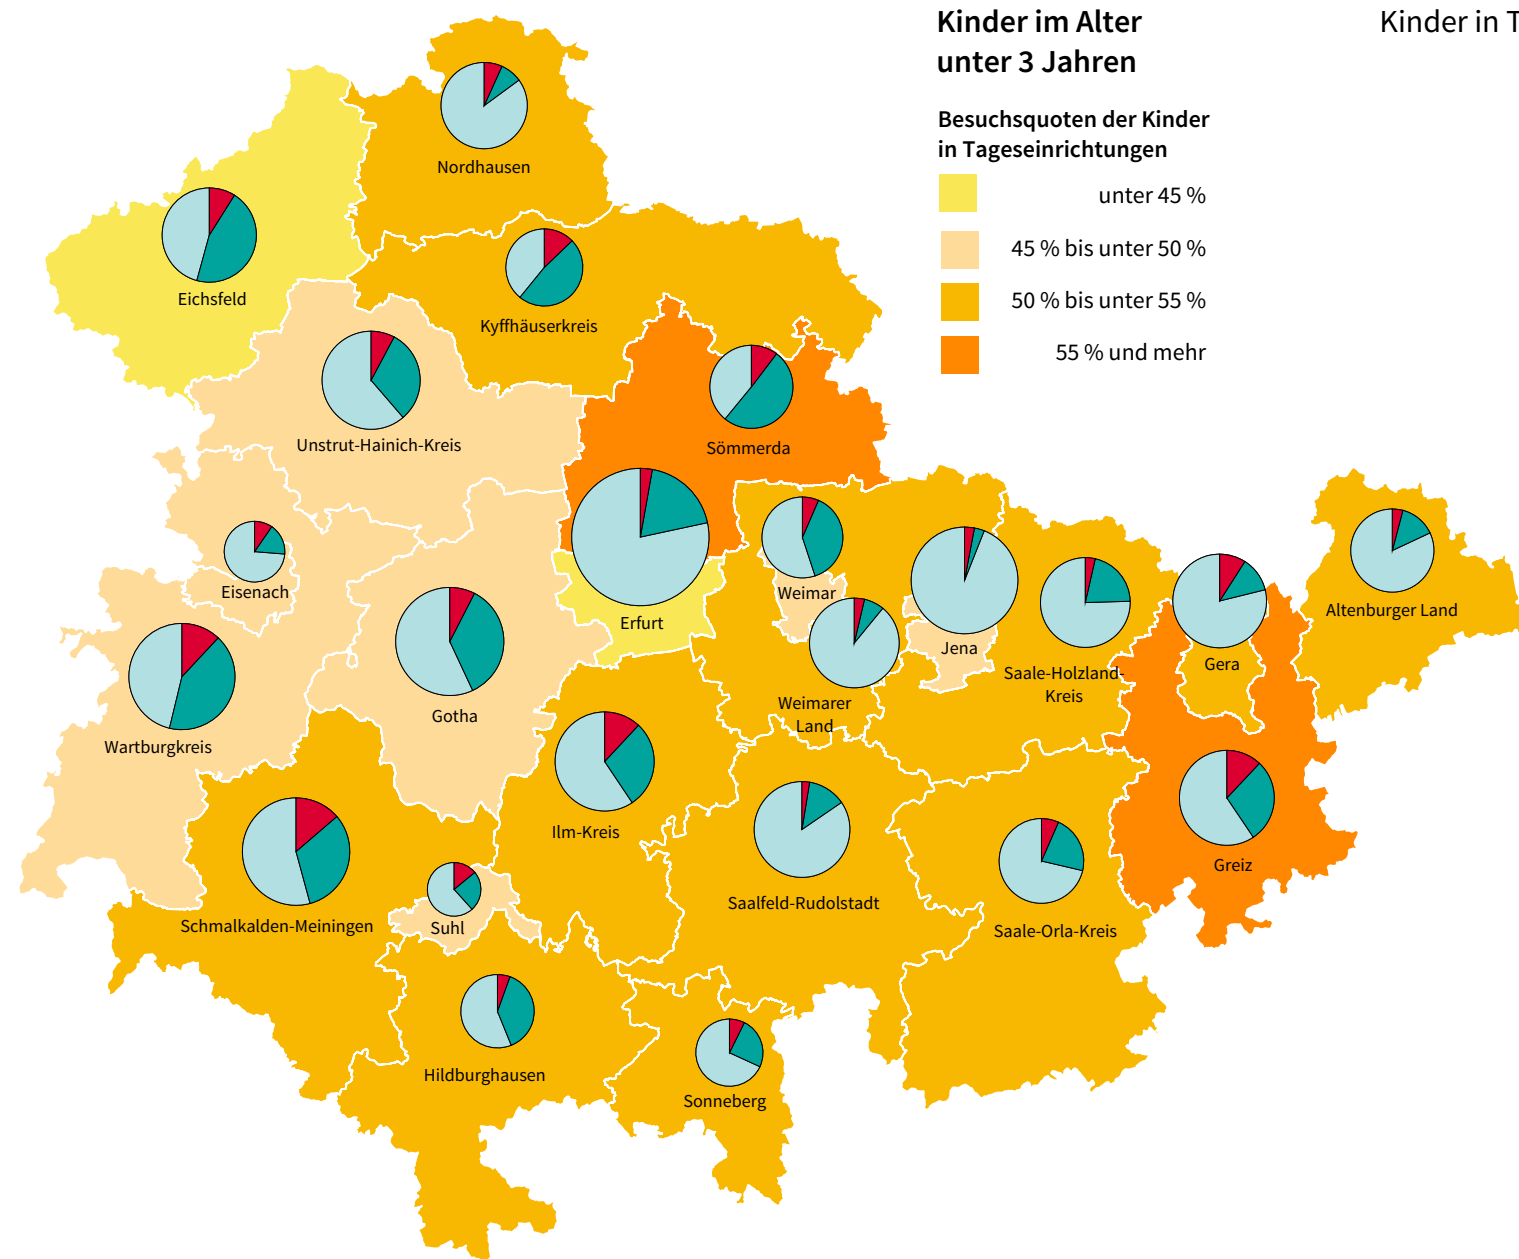 Kinder im Alter
unter 3 Jahren
Kinder in T
Besuchsquoten der Kinder
in Tageseinrichtungen
unter 45 %
45 % bis unter 50 %
50 % bis unter 55 %
55 % und mehr
Nordhausen
Eichsfeld
Kyffhäuserkreis
Unstrut-Hainich-Kreis
Sömmerda
Eisenach
Weimar
Erfurt
Jena
Altenburger Land
Saale-Holzland-
Kreis
Gera
Weimarer
Land
Gotha
Wartburgkreis
Ilm-Kreis
Greiz
Saalfeld-Rudolstadt
Schmalkalden-Meiningen
Suhl
Saale-Orla-Kreis
Hildburghausen
Sonneberg